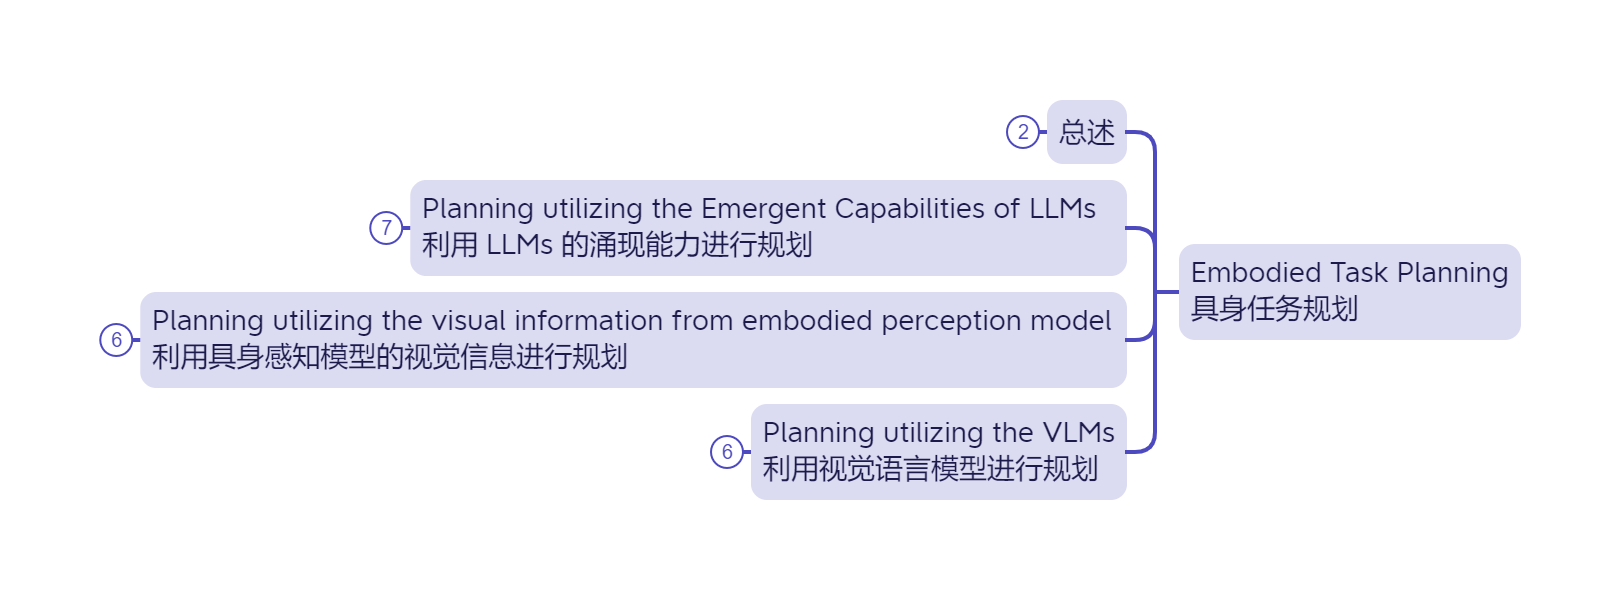 2
总述
7
Planning utilizing the Emergent Capabilities of LLMs
利用 LLMs 的涌现能力进行规划
Embodied Task Planning
具身任务规划
6
Planning utilizing the visual information from embodied perception model
利用具身感知模型的视觉信息进行规划
6
Planning utilizing the VLMs
利用视觉语言模型进行规划